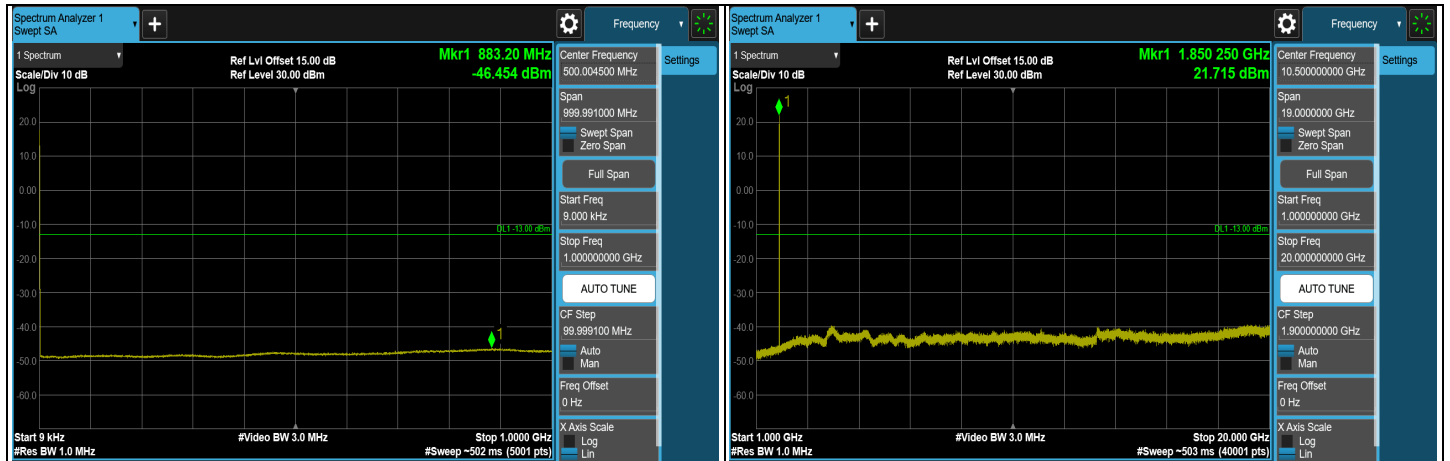 Spectrum Analyzer 1
Swept SA
+
Frequency
1 Spectrum
Scale/Div 10 dB
Log
Ref Lvl Offset 15.00 dB
Ref Level 30.00 dBm
Mkr1 883.20 MHz
-46.454 dBm
20.0
10.0
0.00
-10.0
-20.0
-30.0
-40.0
-50.0
-60.0
DL1 -13.00 dBm
1
Start 9 kHz
#Res BW 1.0 MHz
#Video BW 3.0 MHz
Stop 1.0000 GHz
#Sweep ~502 ms (5001 pts)
Center Frequency
500.004500 MHz
Span
999.991000 MHz
Swept Span
Zero Span
Full Span
Start Freq
9.000 kHz
Stop Freq
1.000000000 GHz
AUTO TUNE
CF Step
99.999100 MHz
Auto
Man
Freq Offset
0 Hz
X Axis Scale
Log
Lin
Settings
Spectrum Analyzer 1
Swept SA
+
Frequency
1 Spectrum
Scale/Div 10 dB
Log
Ref Lvl Offset 15.00 dB
Ref Level 30.00 dBm
Mkr1 1.850 250 GHz
21.715 dBm
1
20.0
10.0
0.00
-10.0
-20.0
-30.0
-40.0
-50.0
-60.0
DL1 -13.00 dBm
Start 1.000 GHz
#Res BW 1.0 MHz
#Video BW 3.0 MHz
Stop 20.000 GHz
#Sweep ~503 ms (40001 pts)
Center Frequency
10.500000000 GHz
Span
19.0000000 GHz
Swept Span
Zero Span
Full Span
Start Freq
1.000000000 GHz
Stop Freq
20.000000000 GHz
AUTO TUNE
CF Step
1.900000000 GHz
Auto
Man
Freq Offset
0 Hz
X Axis Scale
Log
Lin
Settings